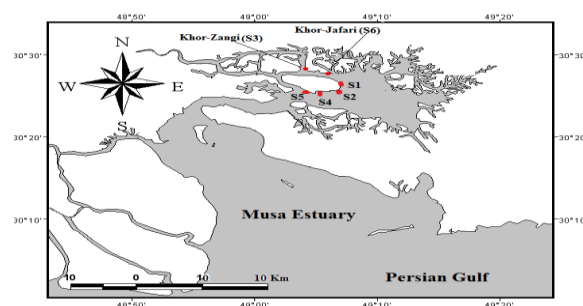 48°50' 49°00' 49°10' 49°20'
Khor-Jafari (S6)
Khor-Zangi (S3)
30°30' 30°30'
N
W E
S
S1
S5 S4 S2
30°20' 30°20'
30°10' 30°10'
Musa Estuary
10 0 10 10 Km
Persian Gulf
48°50' 49°00' 49°10' 49°20'